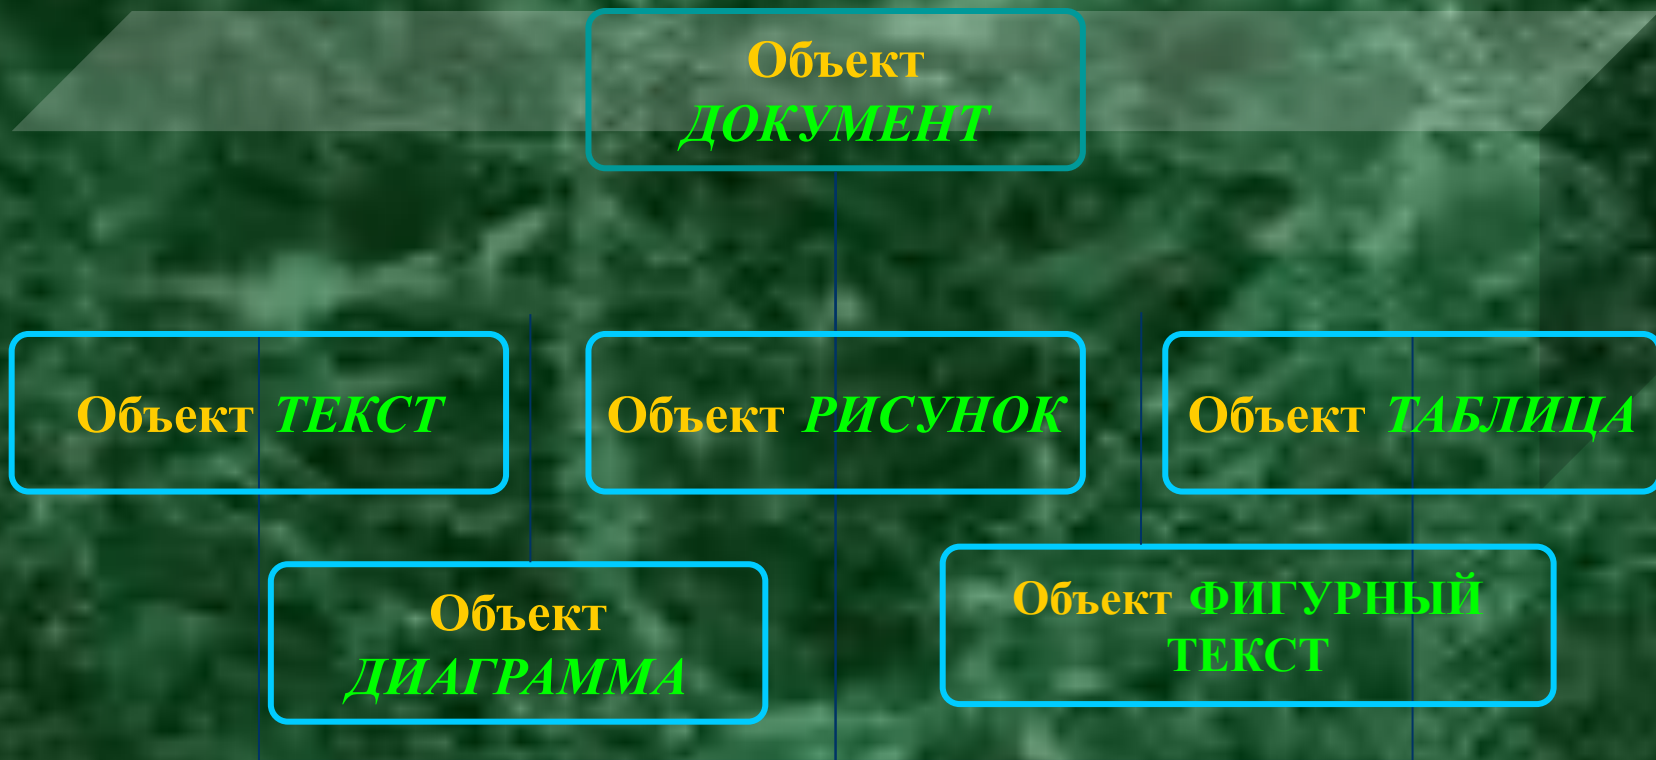 Объект
ДОКУМЕНТ
Объект ТЕКСТ
Объект РИСУНОК
Объект ТАБЛИЦА
Объект
ДИАГРАММА
Объект ФИГУРНЫЙ
ТЕКСТ